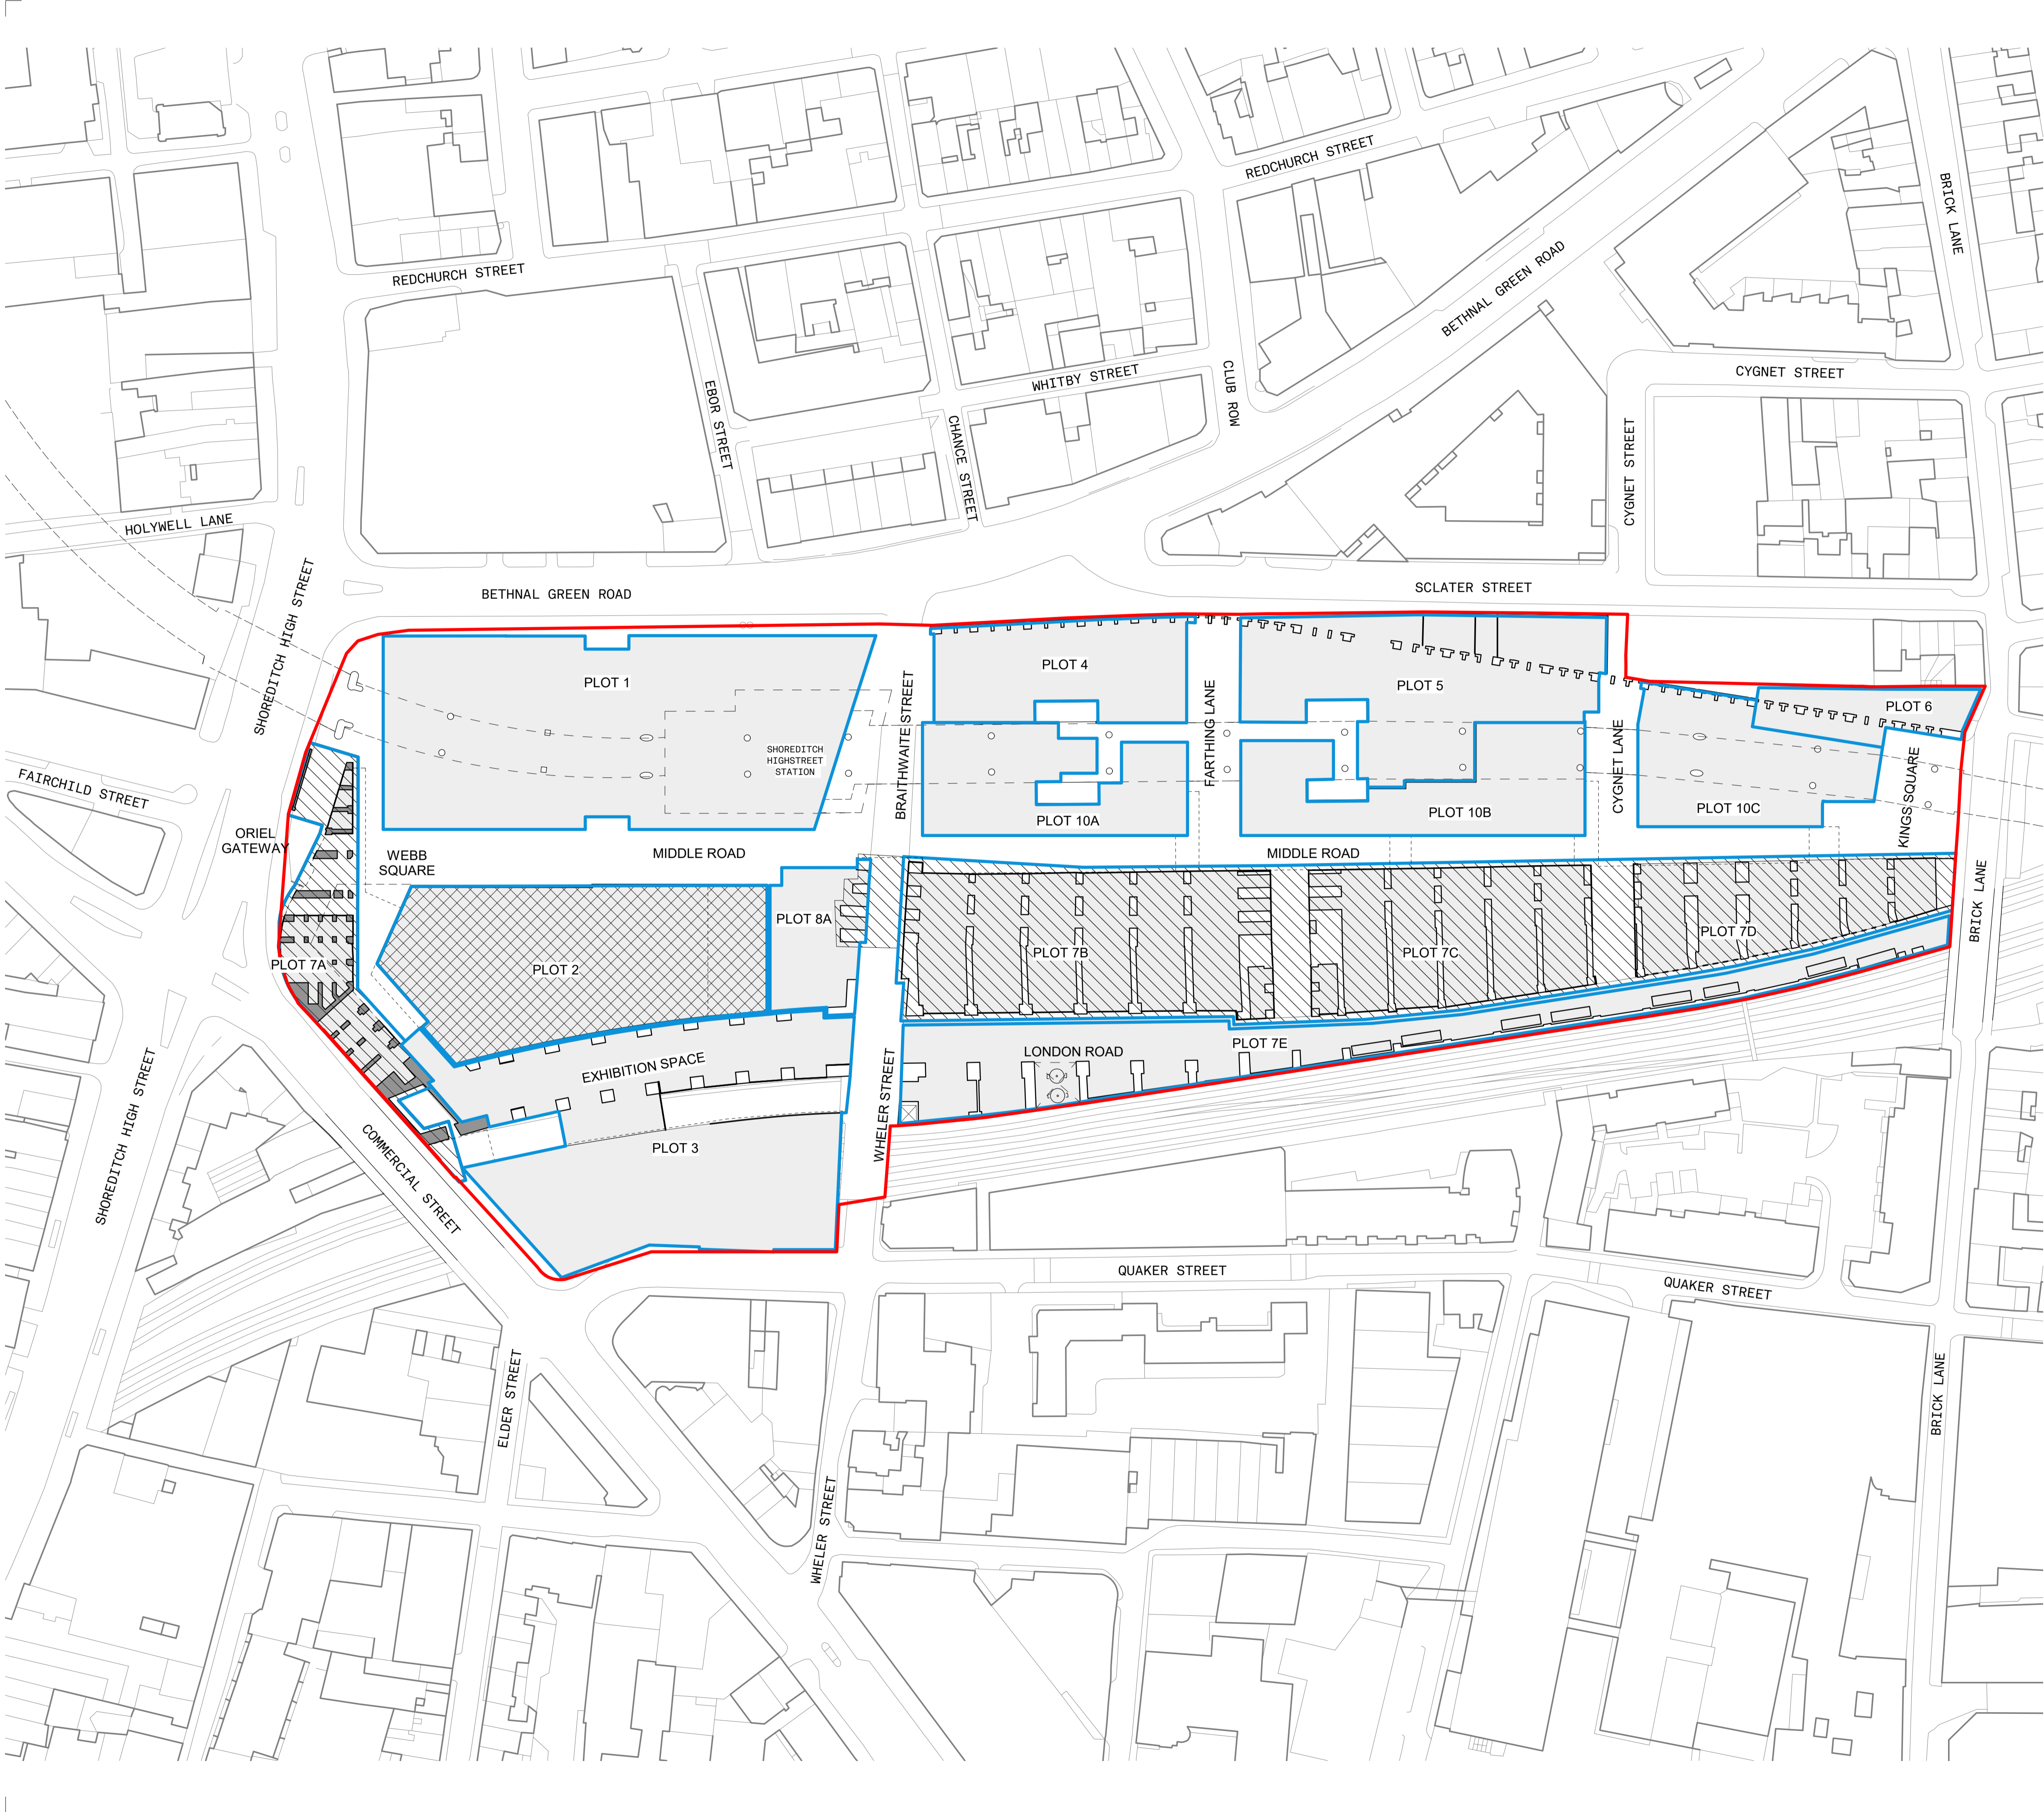 REDCHURCH STREET
BRICK LANE
REDCHURCH STREET
BETHNAL GREEN ROAD
EBOR STREET
WHITBY STREET
CLUB ROW
CYGNET STREET
CHANCE STREET
CYGNET STREET
HOLYWELL LANE
SHOREDITCH HIGH STREET
BETHNAL GREEN ROAD
SCLATER STREET
PLOT 1
PLOT 4
PLOT 5
PLOT 6
BRAITHWAITE STREET
FARTHING LANE
SHOREDITCH
HIGHSTREET
STATION
CYGNET LANE
KINGS SQUARE
FAIRCHILD STREET
PLOT 10A
PLOT 10B
PLOT 10C
ORIEL
GATEWAY
WEBB
SQUARE
MIDDLE ROAD
MIDDLE ROAD
BRICK LANE
PLOT 8A
PLOT 7A
PLOT 2
PLOT 7B
PLOT 7C
PLOT 7D
EXHIBITION SPACE
LONDON ROAD
PLOT 7E
WHELER STREET
SHOREDITCH HIGH STREET
COMMERCIAL STREET
PLOT 3
QUAKER STREET
QUAKER STREET
ELDER STREET
BRICK LANE
WHELER STREET